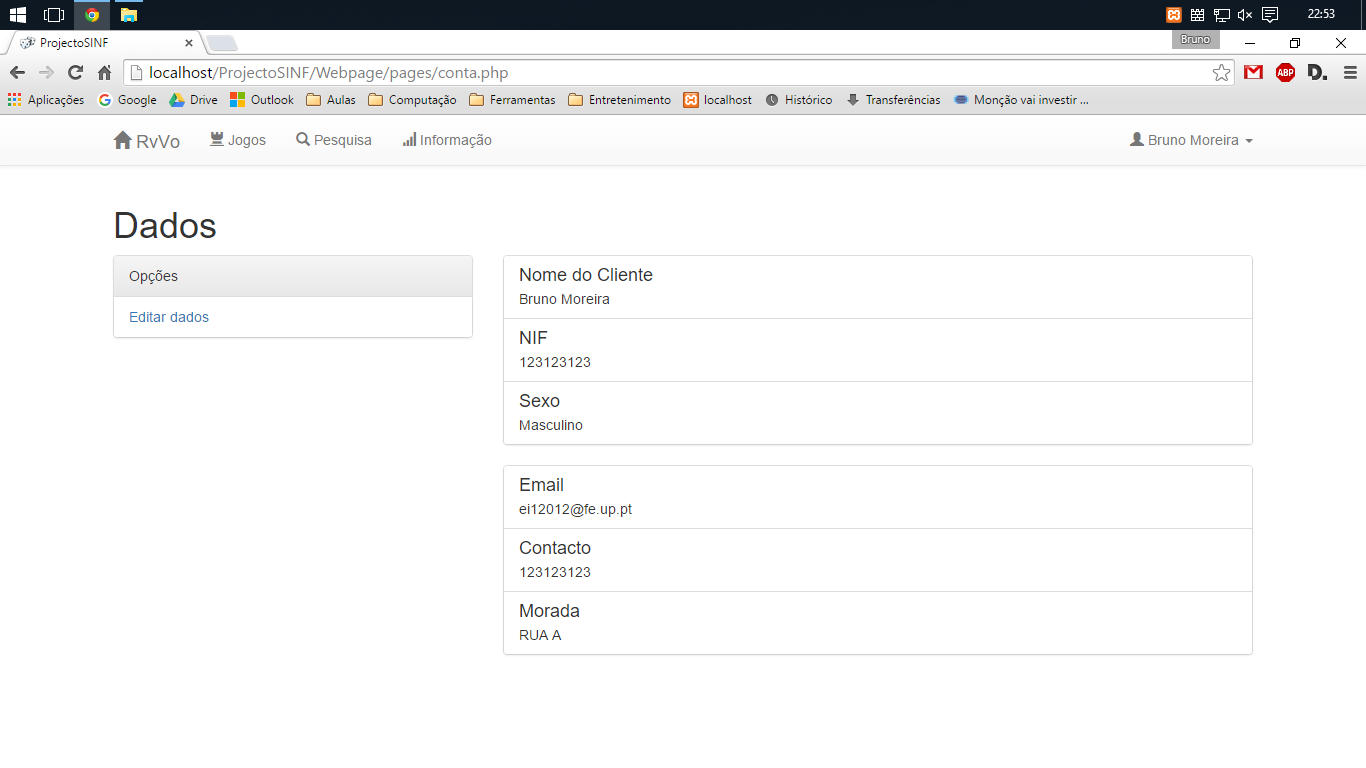 22:53
ProjectoSINF
Bruno
localhost/ProjectoSINF/Webpage/pages/conta.php
ABP
D.
Aplicações Google Drive Outlook Aulas Computação Ferramentas Entretenimento localhost Histórico Transferências Monção vai investir ...
RvVo Jogos Pesquisa Informação Bruno Moreira
Dados
Opções
Editar dados
Nome do Cliente
Bruno Moreira
NIF
123123123
Sexo
Masculino
Email
ei12012@fe.up.pt
Contacto
123123123
Morada
RUA A